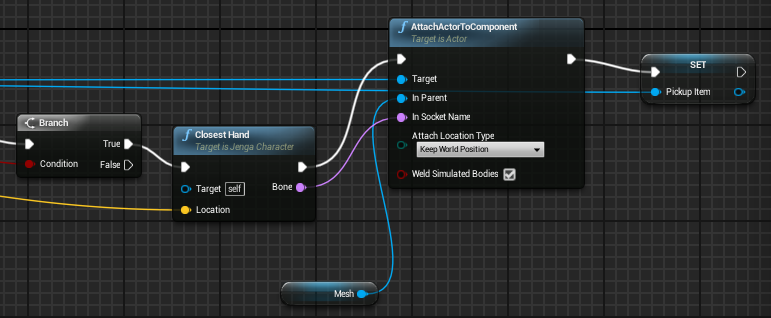 AttachActorToComponent
Target is Actor
Target
In Parent
In Socket Name
Attach Location Type
Keep World Position
Weld Simulated Bodies
SET
Pickup Item
Branch
True
Condition
False
Closest Hand
Target is Jenga Character
Target self
Bone
Location
Mesh